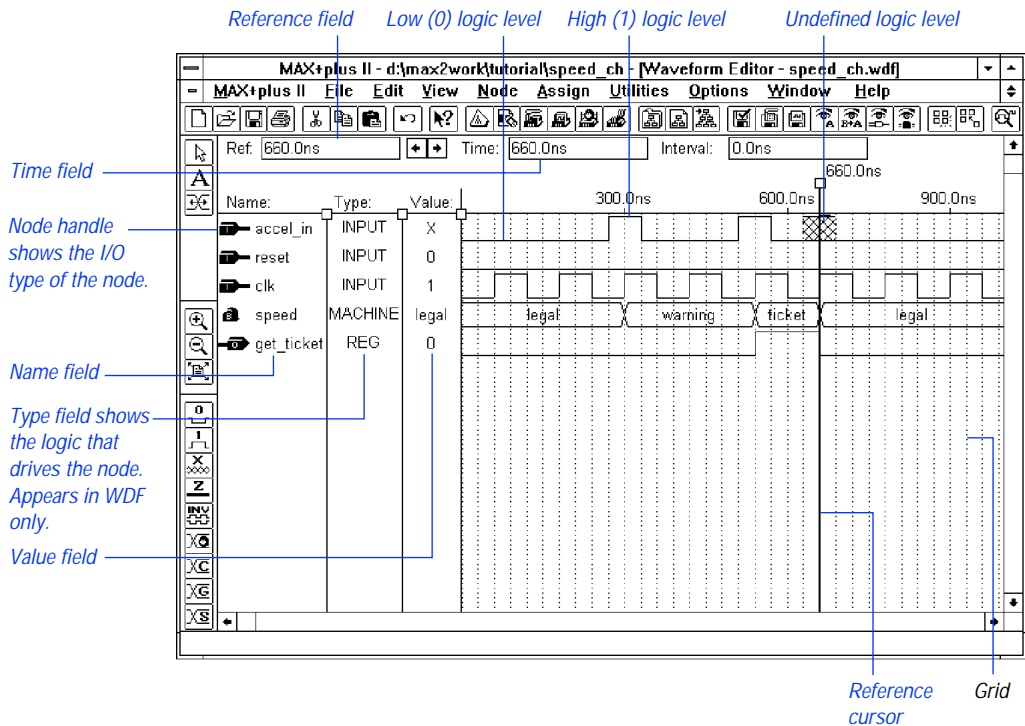 Reference field
Low (0) logic level
High (1) logic level
Undefined logic level
MAX+plus II - d:\max2work\tutorial\speed_ch - [Waveform Editor - speed_ch.wdf]
MAX+plus II File Edit View Node Assign Utilities Options Window Help
Ref: 660.0ns Time: 660.0ns Interval: 0.0ns
660.0ns
Time field
Name: Type: Value: 300.0ns 600.0ns 900.0ns
Node handle
shows the I/O
type of the node.
accel_in INPUT X
reset INPUT 0
clk INPUT 1
speed MACHINE legal legal warning ticket legal
get_ticket REG 0
Name field
Type field shows
the logic that
drives the node.
Appears in WDF
only.
Value field
A
0
1
X
Z
INV
C
G
S
Reference
cursor
Grid